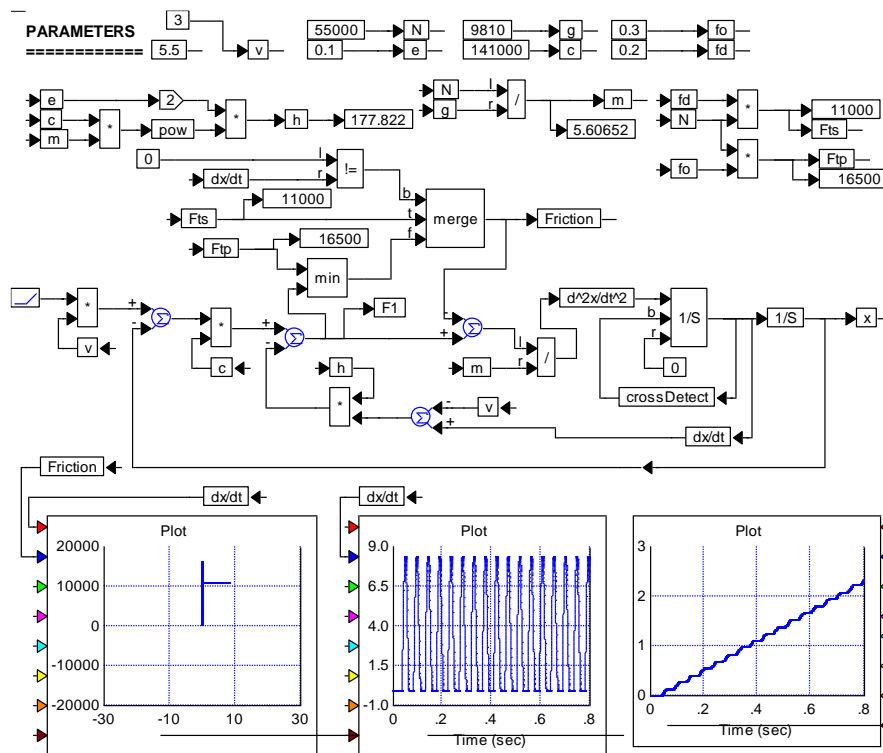 3
PARAMETERS
============
5.5
v
55000
N
9810
g
0.3
fo
0.1
e
141000
c
0.2
fd
e
2
c
*
pow
*
h
177.822
m
N
l
g
r
/
m
5.60652
fd
*
11000
N
Fts
*
Ftp
fo
16500
0
l
!=
dx/dt
r
11000
b
Fts
t
merge
Friction
16500
f
Ftp
min
d^2x/dt^2
*
+
-
Σ
*
+
-
Σ
F1
-
+
Σ
l
r
/
b
r
1/S
1/S
x
v
c
h
m
0
*
-
Σ
+
v
crossDetect
dx/dt
Friction
dx/dt
dx/dt
Plot
20000
10000
0
-10000
-20000
-30
-10
10
30
Plot
9.0
6.5
4.0
1.5
-1.0
0
.2
.4
.6
.8
Time (sec)
Plot
3
2
1
0
0
.2
.4
.6
.8
Time (sec)